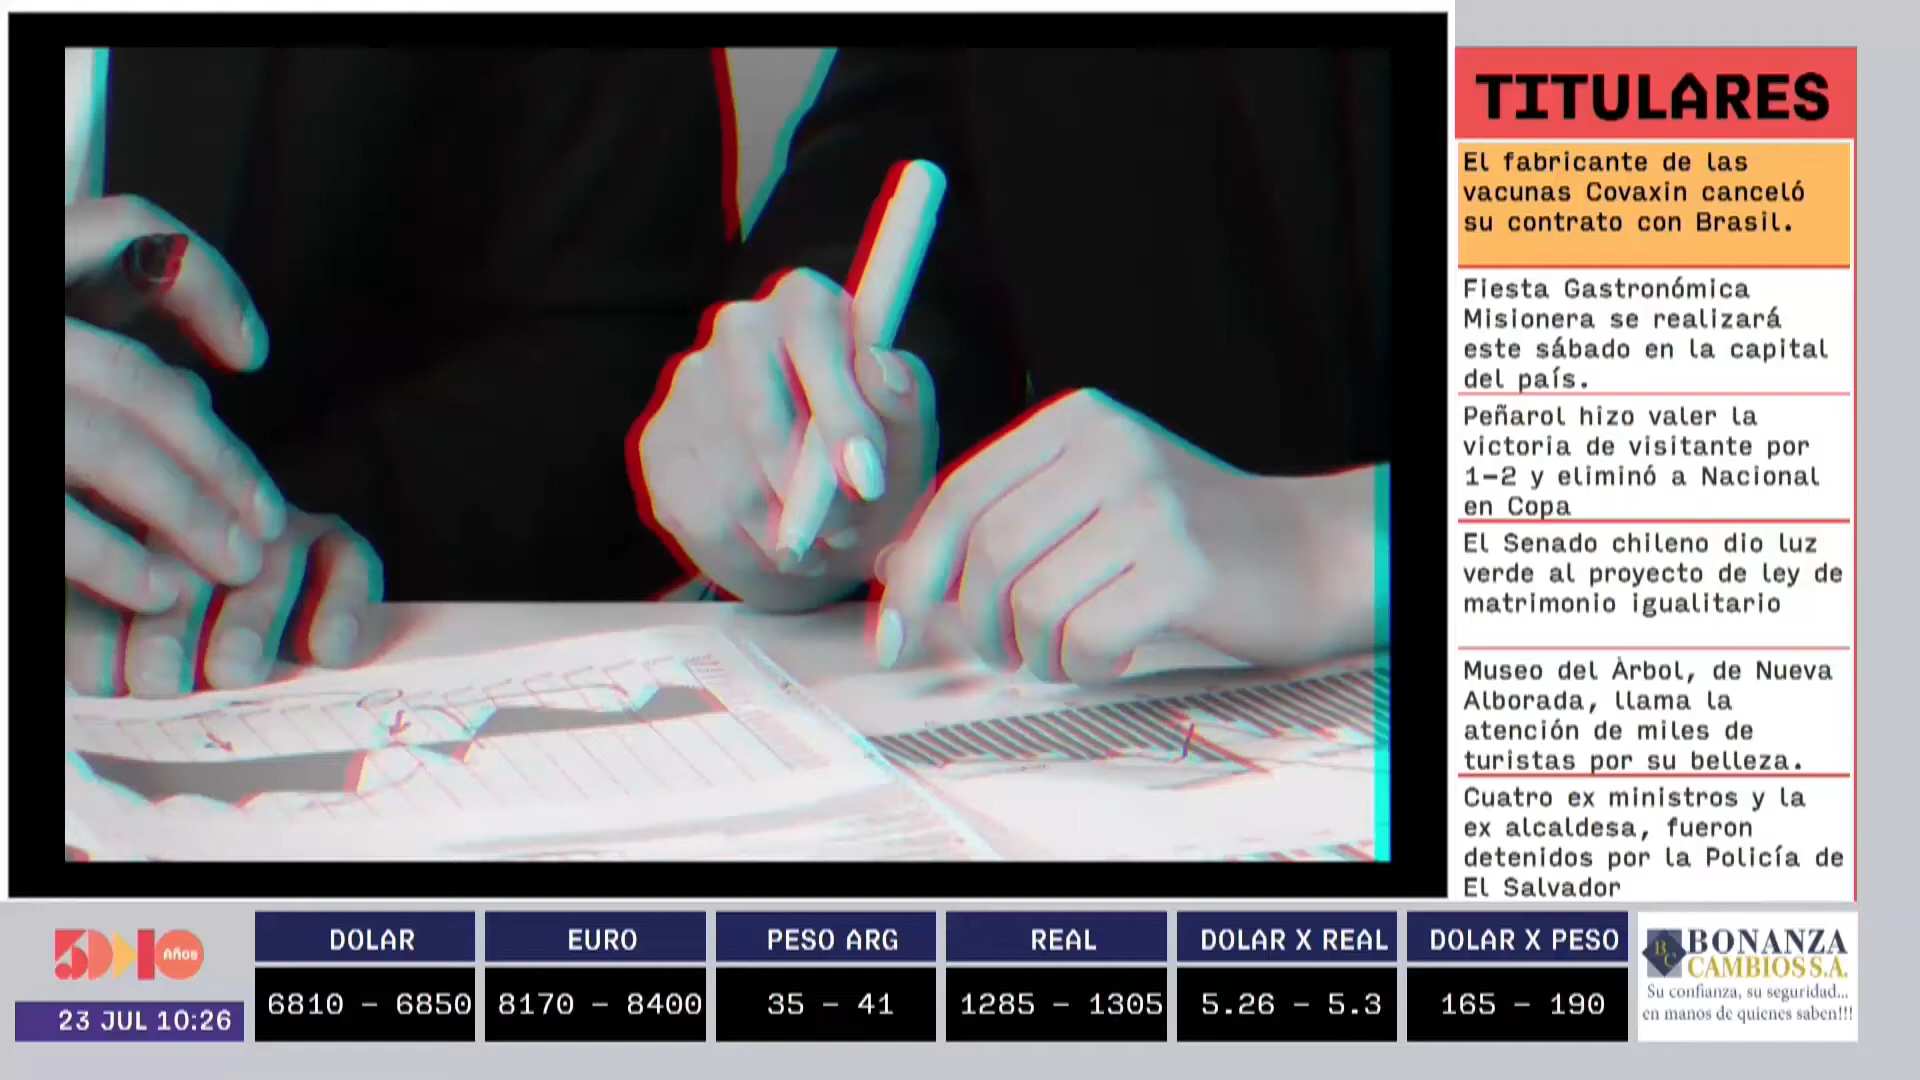 TITULARES
El fabricante de las
vacunas Covaxin canceló
su contrato con Brasil.
Fiesta Gastronómica
Misionera se realizará
este sábado en la capital
del país.
Peñarol hizo valer la
victoria de visitante por
1-2 y eliminó a Nacional
en Copa
El Senado chileno dio luz
verde al proyecto de ley de
matrimonio igualitario
Museo del Àrbol, de Nueva
Alborada, llama la
atención de miles de
turistas por su belleza.
Cuatro ex ministros y la
ex alcaldesa, fueron
detenidos por la Policía de
El Salvador
Años
23 JUL 10:26
DOLAR
6810 - 6850
EURO
8170 - 8400
PESO ARG
35 - 41
REAL
1285 - 1305
DOLAR X REAL
5.26 - 5.3
DOLAR X PESO
165 - 190
BC
BONANZA
CAMBIOS S.A.
Su confianza, su seguridad...
en manos de quienes saben!!!